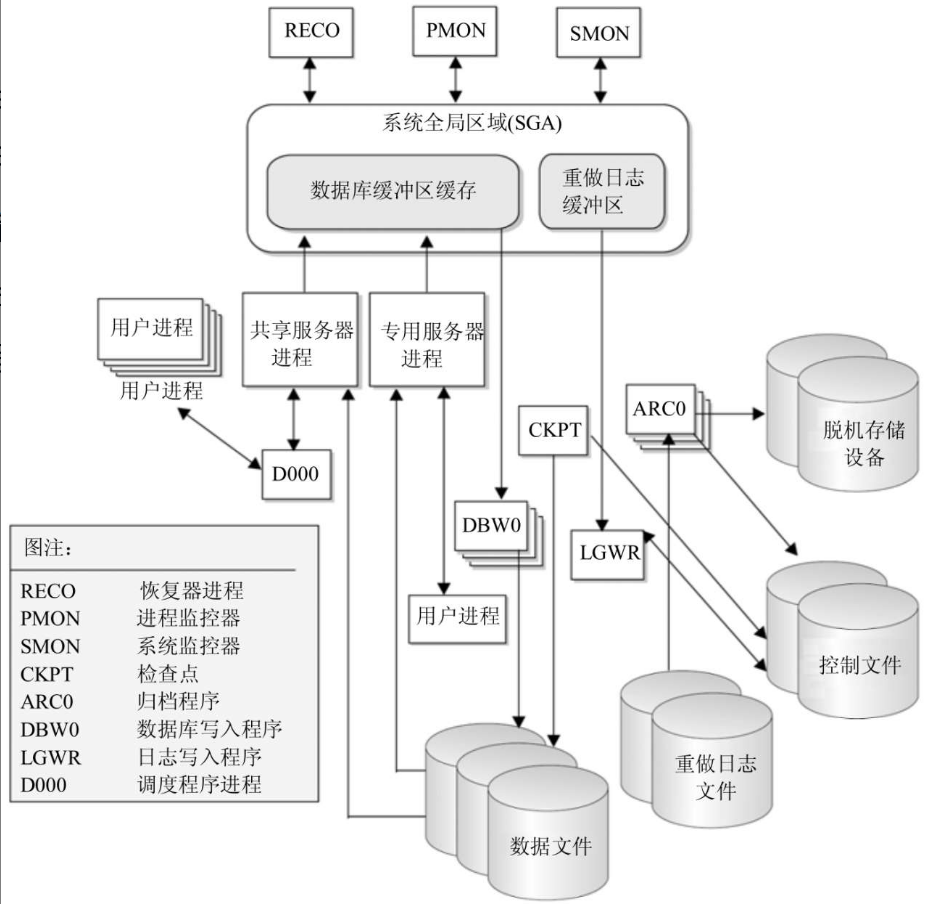 RECO
PMON
SMON
系统全局区域(SGA)
数据库缓冲区缓存
重做日志
缓冲区
用户进程
用户进程
共享服务器
进程
专用服务器
进程
ARC0
脱机存储
设备
CKPT
D000
DBW0
LGWR
用户进程
控制文件
重做日志
文件
数据文件
图注：
RECO 恢复器进程
PMON 进程监控器
SMON 系统监控器
CKPT 检查点
ARC0 归档程序
DBW0 数据库写入程序
LGWR 日志写入程序
D000 调度程序进程